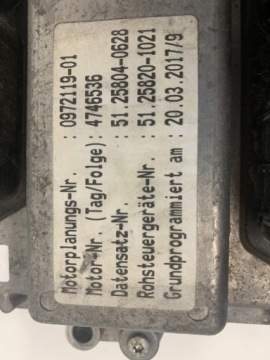 Motorplanungs-Nr. : 0972119-01
Motor-Nr. (Tag/Folge): 4746536
Datensatz-Nr. : 51.25804-0628
Rohsteuergeräte-Nr. : 51.25820-1021
Grundprogrammiert am : 20.03.2017/9